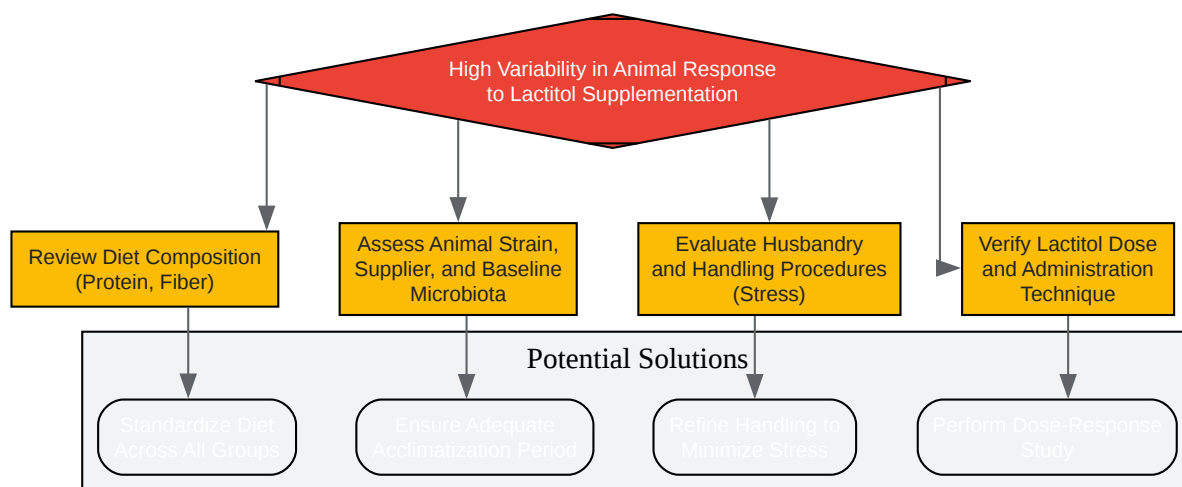 High Variability in Animal Response
to Lactitol Supplementation
Review Diet Composition
(Protein, Fiber)
Assess Animal Strain,
Supplier, and Baseline
Microbiota
Evaluate Husbandry
and Handling Procedures
(Stress)
Verify Lactitol Dose
and Administration
Technique
Potential Solutions
Standardize Diet
Across All Groups
Ensure Adequate
Acclimatization Period
Refine Handling to
Minimize Stress
Perform Dose-Response
Study